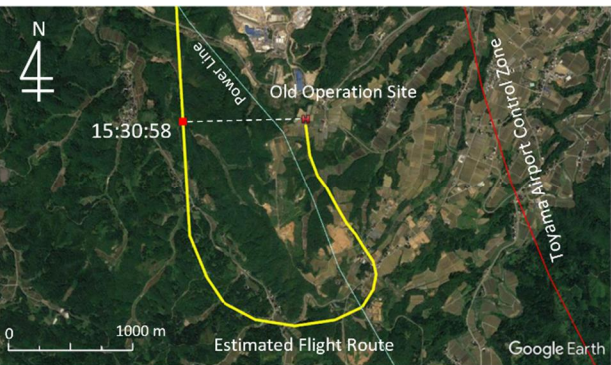 N
Power Line
Old Operation Site
15:30:58
Toyama Airport Control Zone
0
1000 m
Estimated Flight Route
Google Earth